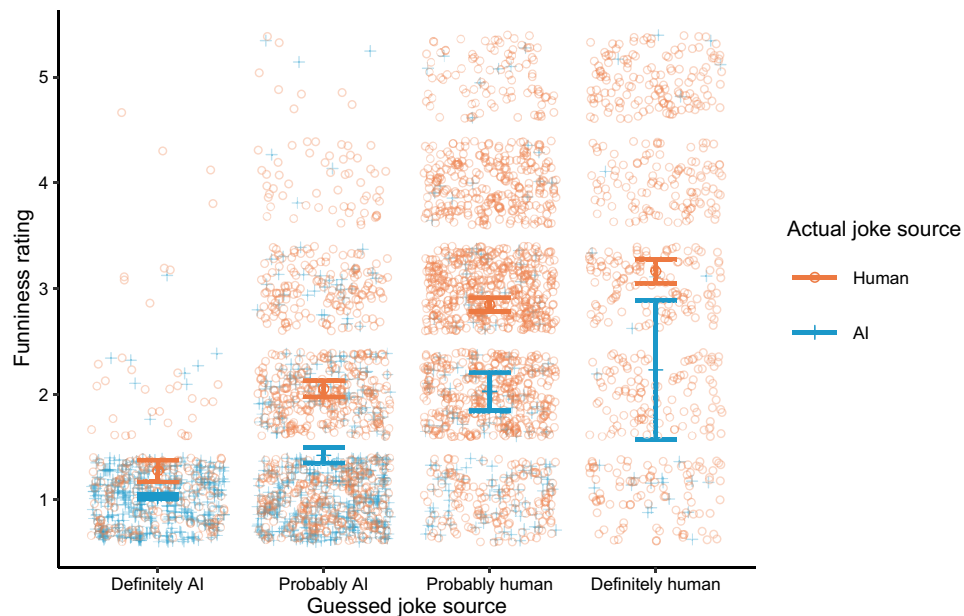 Funniness rating
5
4
3
2
1
Definitely AI
Probably AI
Probably human
Definitely human
Guessed joke source
Actual joke source
Human
AI